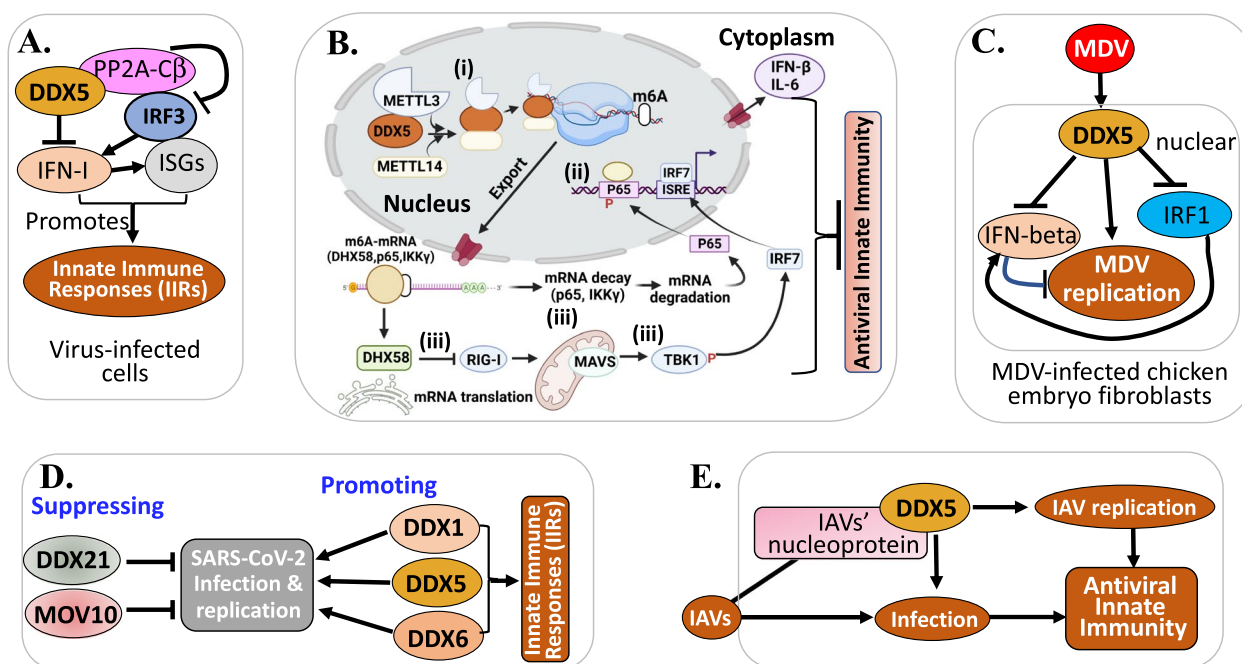 A.
PP2A-Cβ
DDX5
IRF3
IFN-I
ISGs
Promotes
Innate Immune
Responses (IIRs)
Virus-infected
cells
B.
Cytoplasm
(i)
METTL3
DDX5
METTL14
m6A
IFN-β
IL-6
Export
Nucleus
(ii)
P65
P
IRF7
ISRE
m6A-mRNA
(DHX58,p65,IKKγ)
5'
G
A
A
A
3'
mRNA decay
(p65, IKKγ)
mRNA
degradation
P65
IRF7
DHX58
(iii)
RIG-I
(iii)
MAVS
(iii)
TBK1
P
mRNA translation
Antiviral Innate Immunity
C.
MDV
DDX5
nuclear
IFN-beta
IRF1
MDV
replication
MDV-infected chicken
embryo fibroblasts
D.
Suppressing
Promoting
DDX21
MOV10
SARS-CoV-2
Infection &
replication
DDX1
DDX5
DDX6
Innate Immune
Responses (IIRs)
E.
DDX5
IAVs’
nucleoprotein
IAV replication
IAVs
Infection
Antiviral
Innate
Immunity